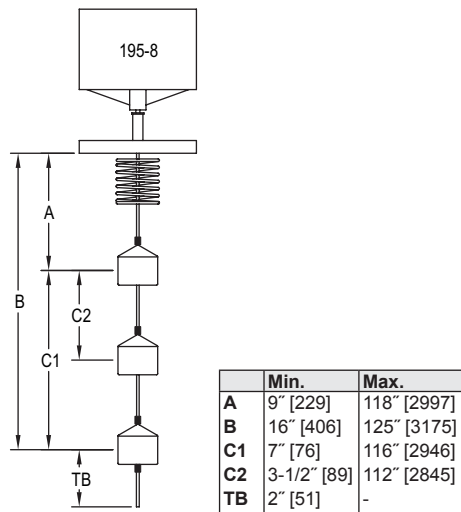 195-8
A
B
C2
C1
TB
Min. Max.
A 9˝ [229] 118˝ [2997]
B 16˝ [406] 125˝ [3175]
C1 7˝ [76] 116˝ [2946]
C2 3-1/2˝ [89] 112˝ [2845]
TB 2˝ [51] -